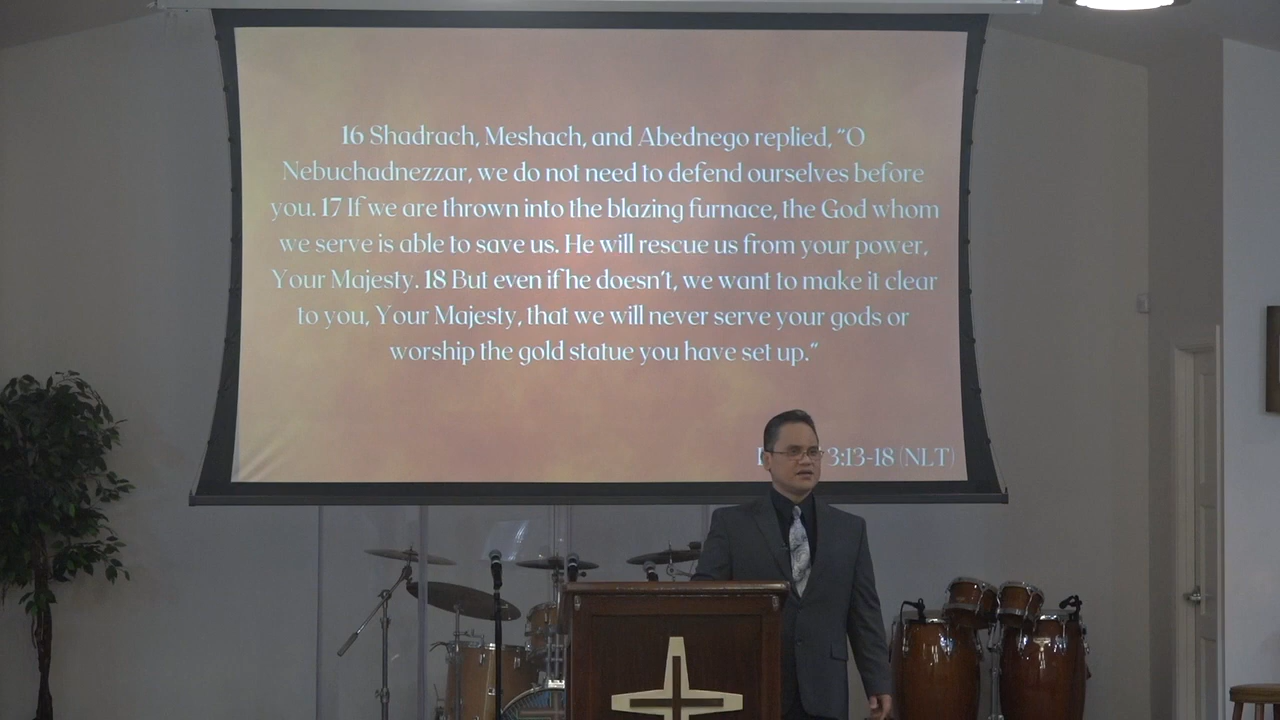 16 Shadrach, Meshach, and Abednego replied, “O
Nebuchadnezzar, we do not need to defend ourselves before
you. 17 If we are thrown into the blazing furnace, the God whom
we serve is able to save us. He will rescue us from your power,
Your Majesty. 18 But even if he doesn’t, we want to make it clear
to you, Your Majesty, that we will never serve your gods or
worship the gold statue you have set up.”
3:13-18 (NLT)